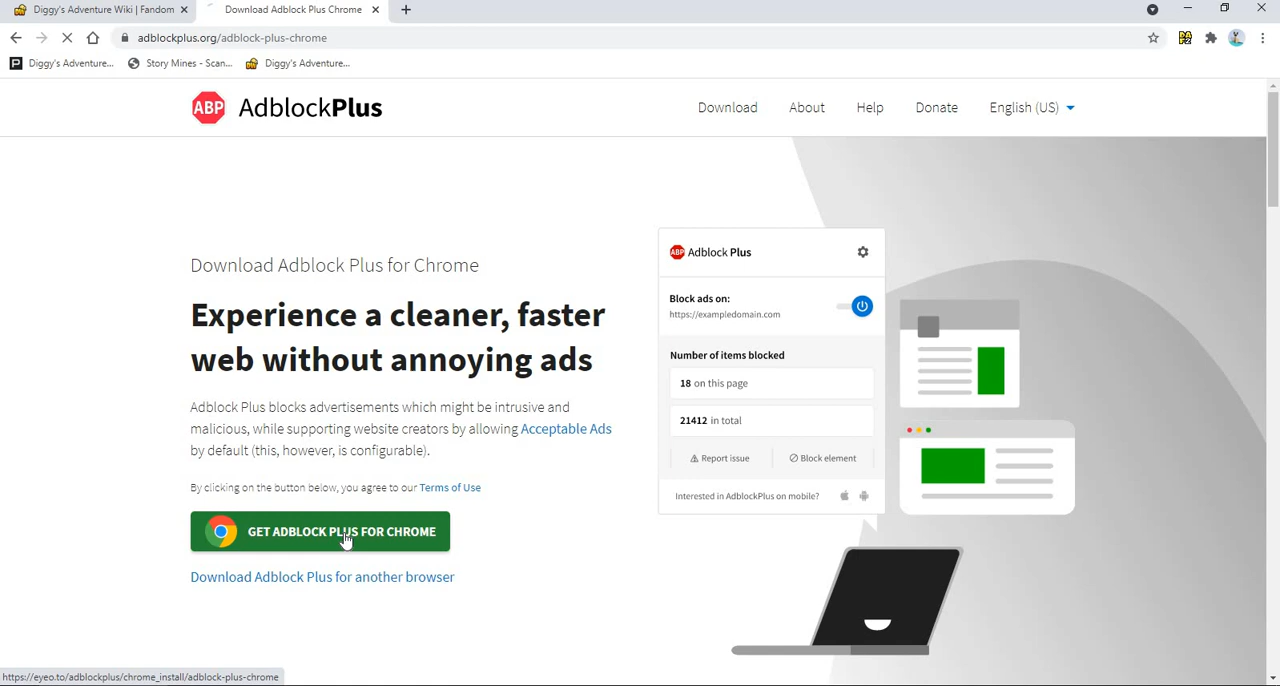 Diggy's Adventure Wiki | Fandom
Download Adblock Plus Chrome
adblockplus.org/adblock-plus-chrome
Diggy's Adventure...
Story Mines - Scan...
Diggy's Adventure...
ABP AdblockPlus
Download
About
Help
Donate
English (US)
Download Adblock Plus for Chrome
Experience a cleaner, faster
web without annoying ads
Adblock Plus blocks advertisements which might be intrusive and
malicious, while supporting website creators by allowing Acceptable Ads
by default (this, however, is configurable).
By clicking on the button below, you agree to our Terms of Use
GET ADBLOCK PLUS FOR CHROME
Download Adblock Plus for another browser
ABP Adblock Plus
Block ads on:
https://exampledomain.com
Number of items blocked
18 on this page
21412 in total
Report issue
Block element
Interested in AdblockPlus on mobile?
https://eyeo.to/adblockplus/chrome_install/adblock-plus-chrome